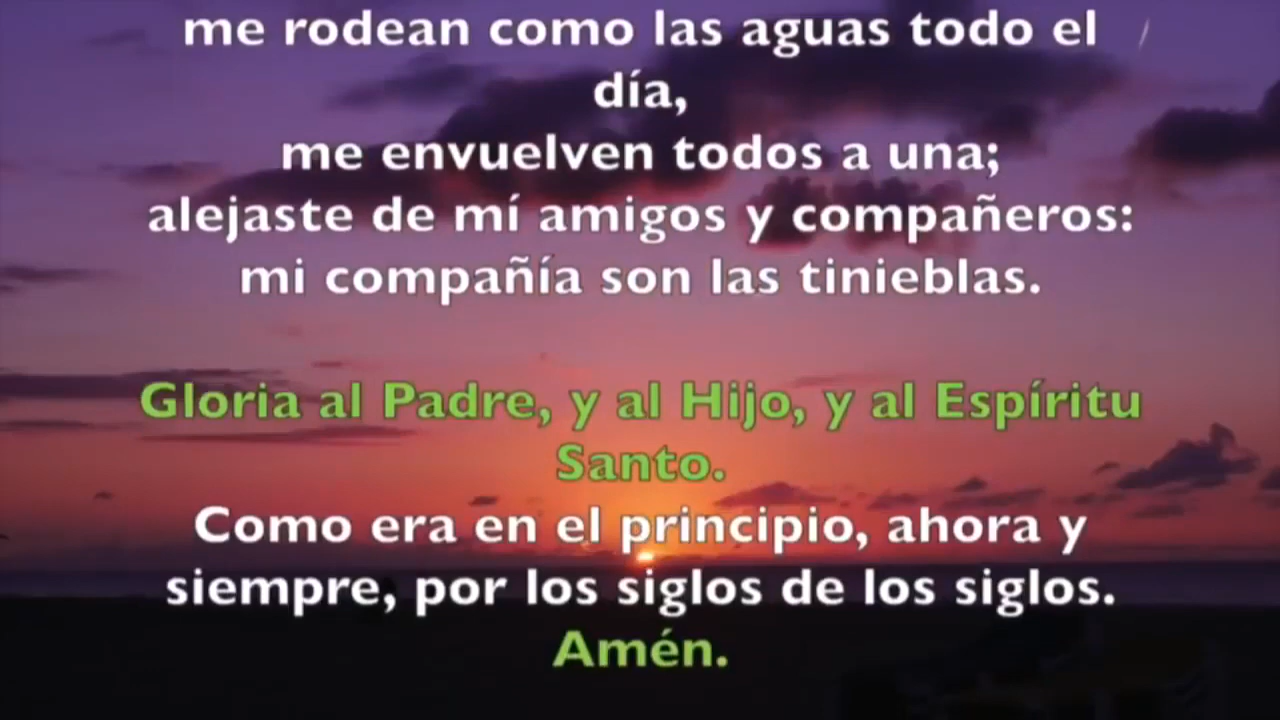 me rodean como las aguas todo el
día,
me envuelven todos a una;
alejaste de mí amigos y compañeros:
mi compañía son las tinieblas.
Gloria al Padre, y al Hijo, y al Espíritu
Santo.
Como era en el principio, ahora y
siempre, por los siglos de los siglos.
Amén.